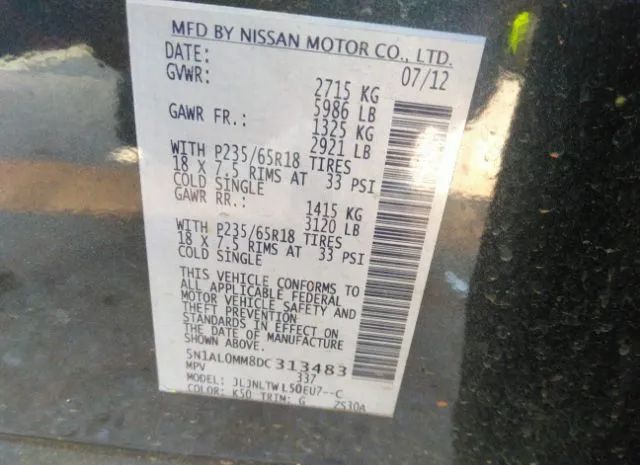 MFD BY NISSAN MOTOR CO., LTD.
DATE: 07/12
GVWR: 2715 KG
5986 LB
GAWR FR.: 1325 KG
2921 LB
WITH P235/65R18 TIRES
18 X 7.5 RIMS AT 33 PSI
COLD SINGLE
GAWR RR.: 1415 KG
3120 LB
WITH P235/65R18 TIRES
18 X 7.5 RIMS AT 33 PSI
COLD SINGLE
THIS VEHICLE CONFORMS TO
ALL APPLICABLE FEDERAL
MOTOR VEHICLE SAFETY AND
THEFT PREVENTION
STANDARDS IN EFFECT ON
THE DATE OF MANUFACTURE
SHOWN ABOVE.
5N1AL0MM8DC313483
MPV 337
MODEL: JLJNLTWL50EU7--C
COLOR: K50 TRIM: G 2S30A